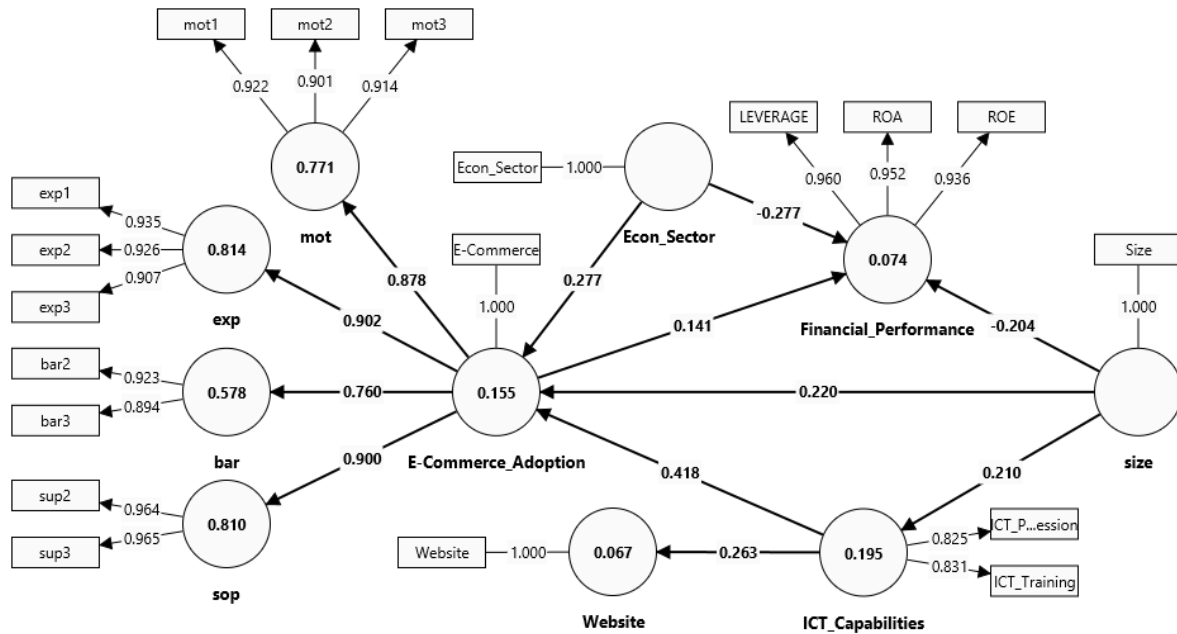 mot1
mot2
mot3
0.922
0.901
0.914
LEVERAGE
ROA
ROE
0.960
0.952
0.936
Econ_Sector
1.000
0.771
mot
exp1
exp2
exp3
0.935
0.926
0.907
0.814
exp
Econ_Sector
-0.277
E-Commerce
1.000
0.277
0.878
0.902
0.074
Financial_Performance
0.141
-0.204
Size
1.000
bar2
bar3
0.923
0.894
0.578
bar
0.760
0.155
E-Commerce_Adoption
0.220
size
0.900
0.418
0.210
sup2
sup3
0.964
0.965
0.810
sop
Website
1.000
0.067
Website
0.263
0.195
ICT_Capabilities
0.825
0.831
ICT_P...ession
ICT_Training